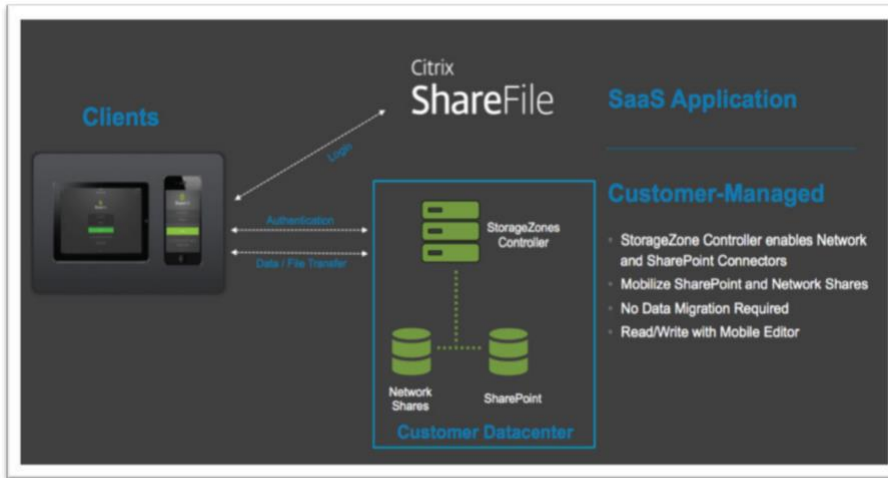 Citrix
ShareFile
SaaS Application
Clients
Login
Customer-Managed
Authentication
StorageZones
Controller
StorageZone Controller enables Network
and SharePoint Connectors
Data / File Transfer
Mobilize SharePoint and Network Shares
No Data Migration Required
Read/Write with Mobile Editor
Network
Shares
SharePoint
Customer Datacenter